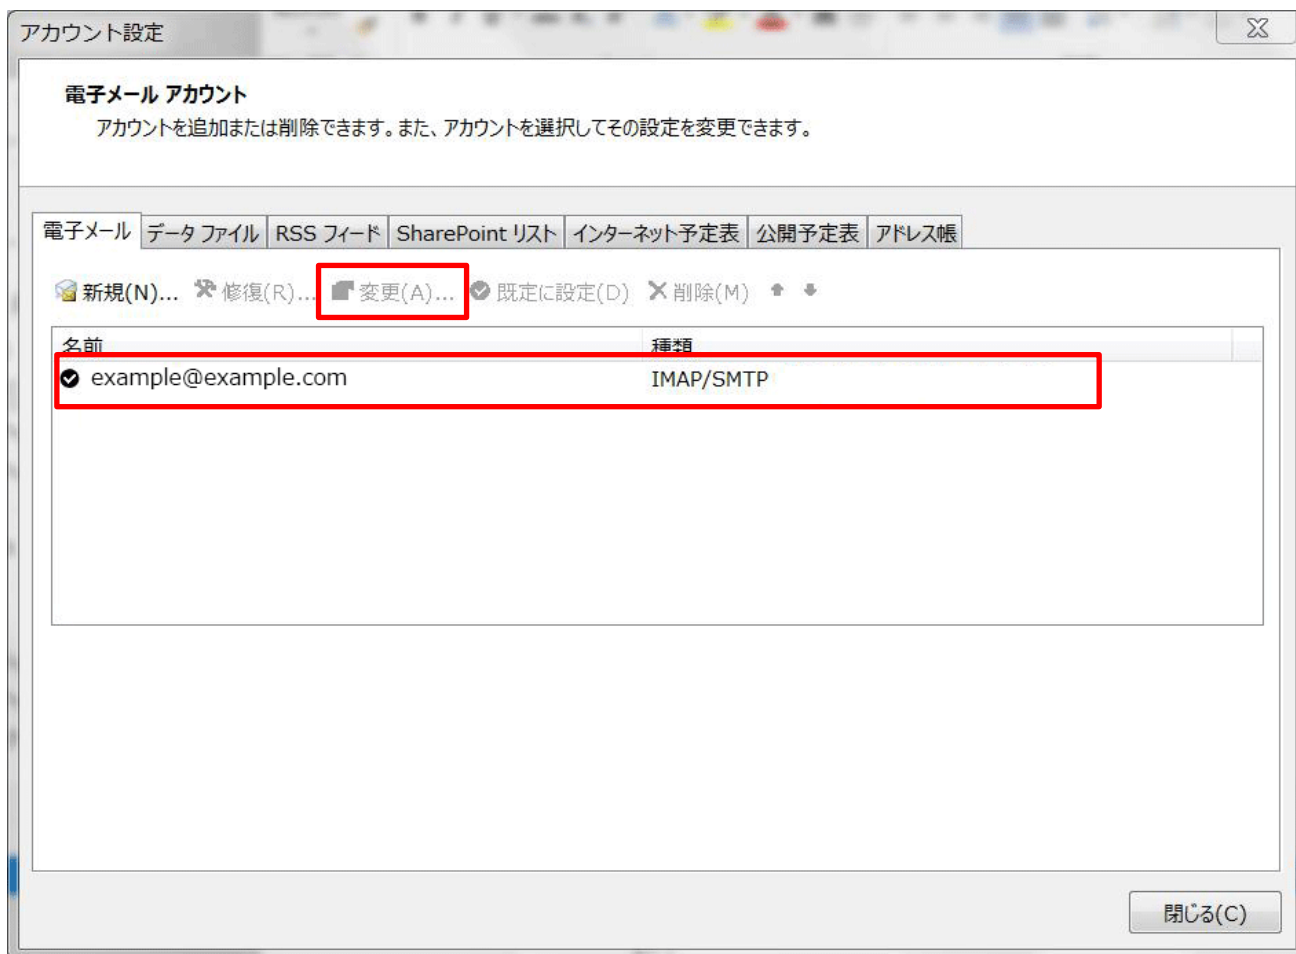 アカウント設定
電子メール アカウント
アカウントを追加または削除できます。また、アカウントを選択してその設定を変更できます。
電子メール データ ファイル RSS フィード SharePoint リスト インターネット予定表 公開予定表 アドレス帳
新規(N)... 修復(R)... 変更(A)... 既定に設定(D) 削除(M)
名前 種類
example@example.com IMAP/SMTP
閉じる(C)